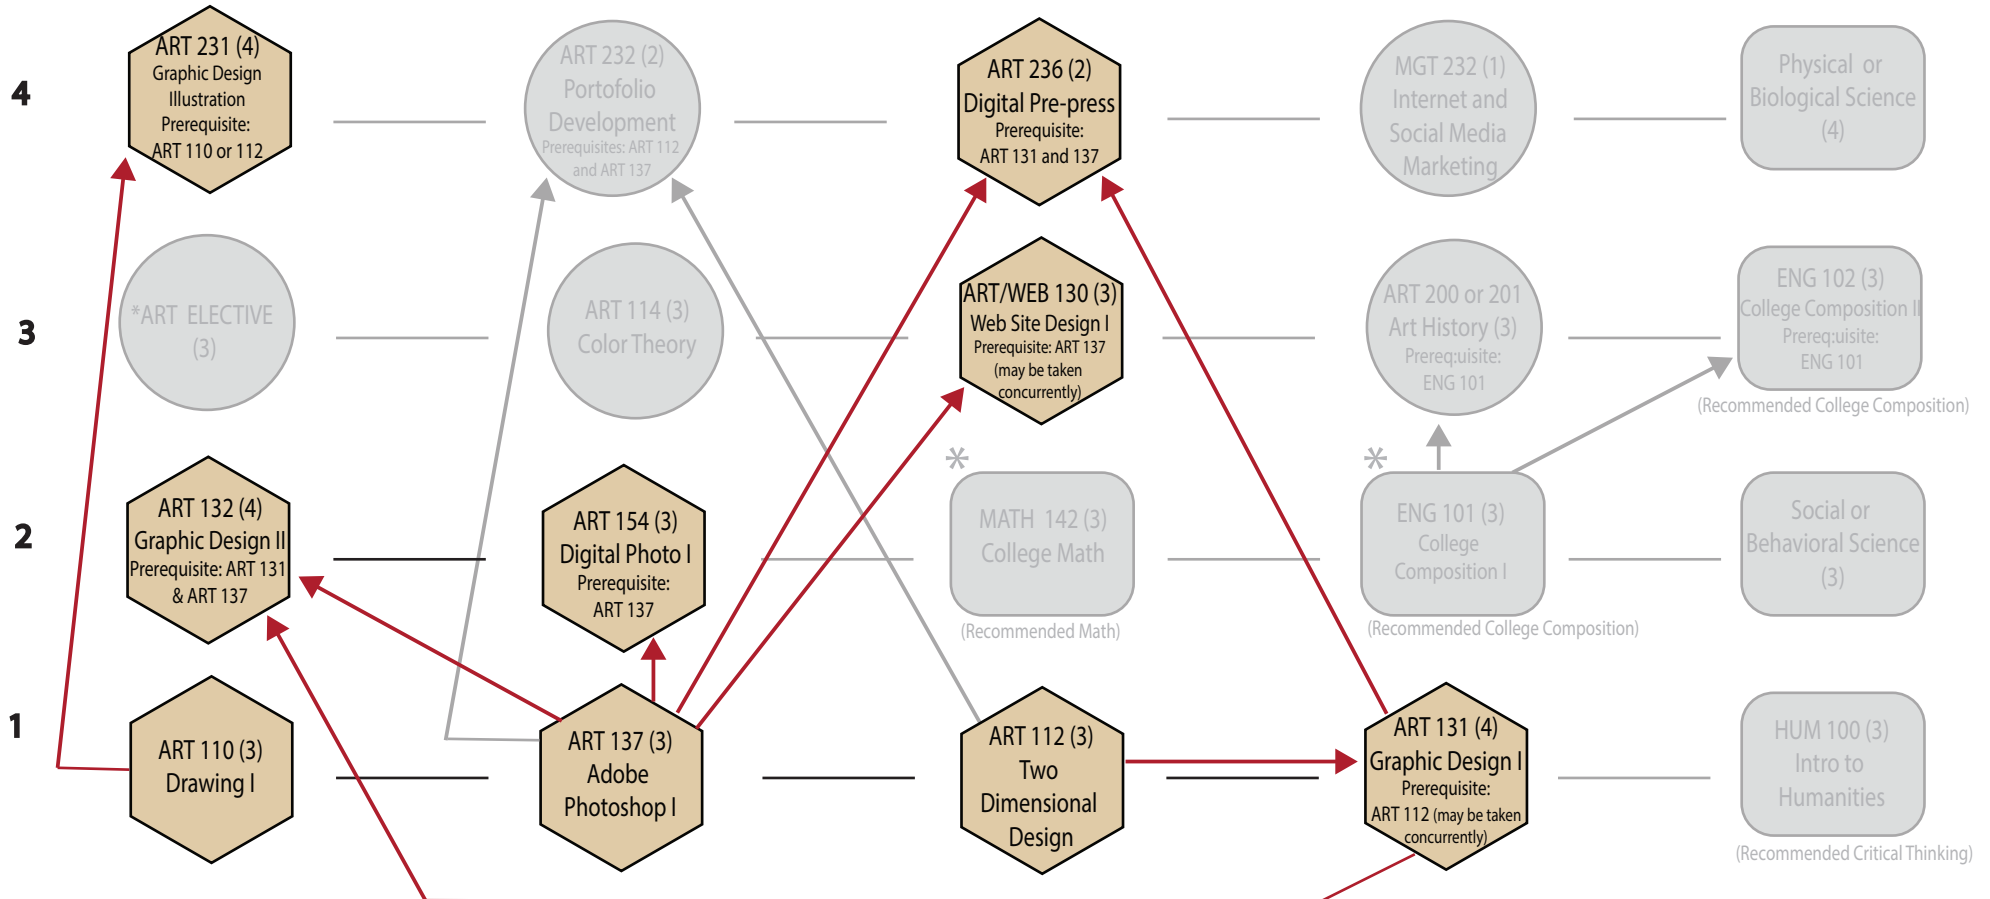 4
ART 231 (4)
Graphic Design
Illustration
Prerequisite:
ART 110 or 112
ART 232 (2)
Portofolio
Development
Prerequisites: ART 112
and ART 137
ART 236 (2)
Digital Pre-press
Prerequisite:
ART 131 and 137
MGT 232 (1)
Internet and
Social Media
Marketing
Physical or
Biological Science
(4)
3
*ART ELECTIVE
(3)
ART 114 (3)
Color Theory
ART/WEB 130 (3)
Web Site Design I
Prerequisite: ART 137
(may be taken
concurrently)
ART 200 or 201
Art History (3)
Prereq:uisite:
ENG 101
ENG 102 (3)
College Composition II
Prereq:uisite:
ENG 101
(Recommended College Composition)
2
ART 132 (4)
Graphic Design II
Prerequisite: ART 131
& ART 137
ART 154 (3)
Digital Photo I
Prerequisite:
ART 137
*
MATH 142 (3)
College Math
(Recommended Math)
*
ENG 101 (3)
College
Composition I
(Recommended College Composition)
Social or
Behavioral Science
(3)
1
ART 110 (3)
Drawing I
ART 137 (3)
Adobe
Photoshop I
ART 112 (3)
Two
Dimensional
Design
ART 131 (4)
Graphic Design I
Prerequisite:
ART 112 (may be taken
concurrently)
HUM 100 (3)
Intro to
Humanities
(Recommended Critical Thinking)